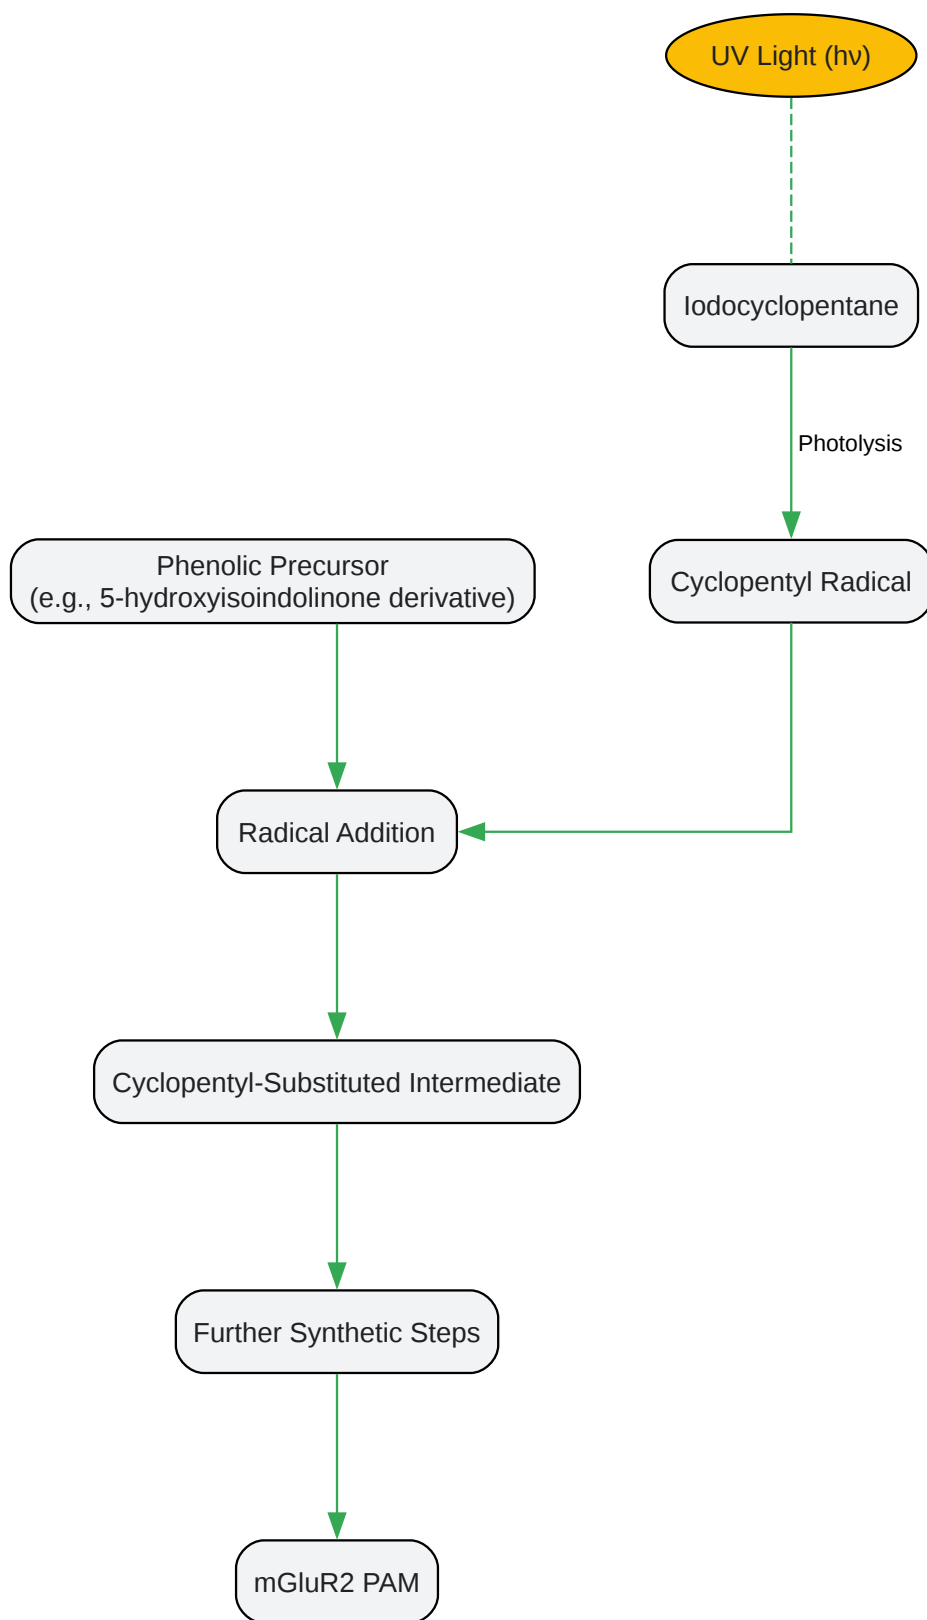 UV Light (hν)
Iodocyclopentane
Photolysis
Phenolic Precursor
(e.g., 5-hydroxyisoindolinone derivative)
Cyclopentyl Radical
Radical Addition
Cyclopentyl-Substituted Intermediate
Further Synthetic Steps
mGluR2 PAM